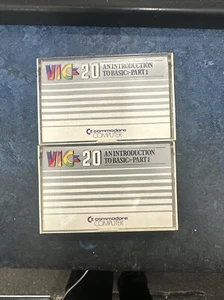 VIC 20 AN INTRODUCTION
TO BASIC-PART 1
commodore
COMPUTER
VIC 20 AN INTRODUCTION
TO BASIC-PART 1
commodore
COMPUTER